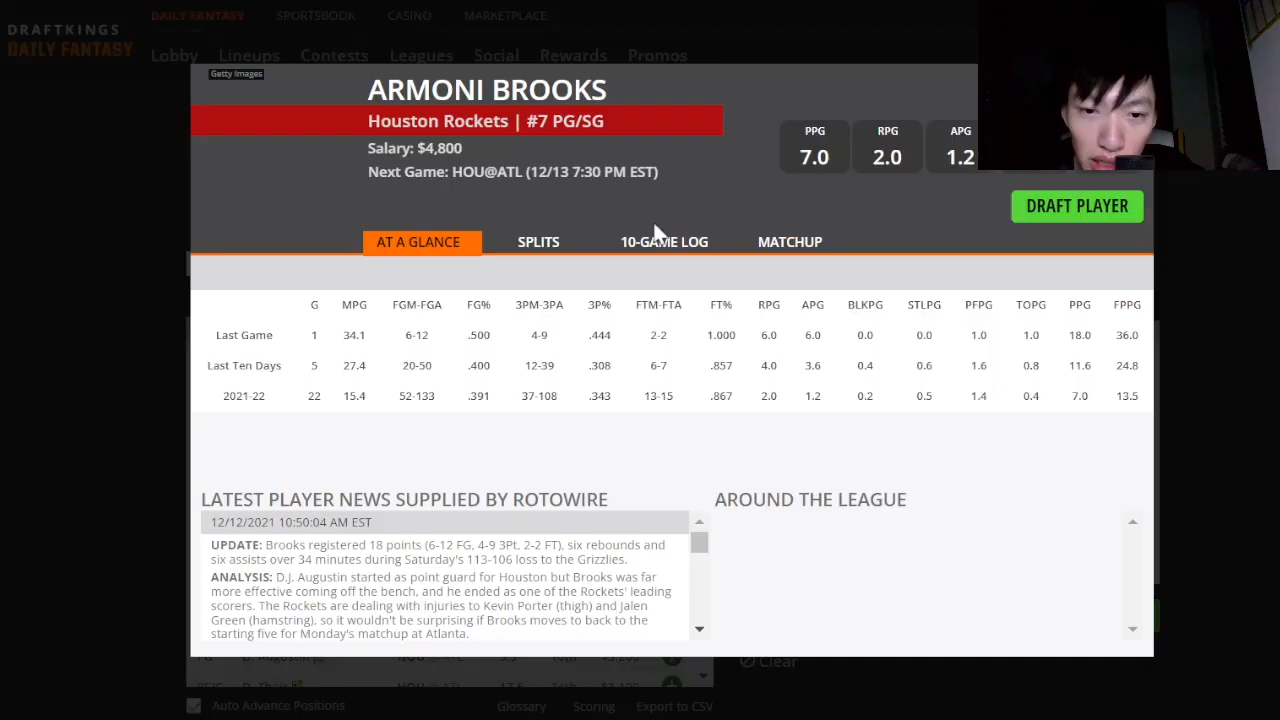 DRAFTKINGS
DAILY FANTASY
DAILY FANTASY SPORTSBOOK CASINO MARKETPLACE
Lobby Lineups Contests Leagues Social Rewards Promos
Getty Images
ARMONI BROOKS
Houston Rockets | #7 PG/SG
Salary: $4,800
Next Game: HOU@ATL (12/13 7:30 PM EST)
PPG RPG APG
7.0 2.0 1.2
DRAFT PLAYER
AT A GLANCE SPLITS 10-GAME LOG MATCHUP
G MPG FGM-FGA FG% 3PM-3PA 3P% FTM-FTA FT% RPG APG BLKPG STLPG PFPG TOPG PPG FPPG
Last Game 1 34.1 6-12 .500 4-9 .444 2-2 1.000 6.0 6.0 0.0 0.0 1.0 1.0 18.0 36.0
Last Ten Days 5 27.4 20-50 .400 12-39 .308 6-7 .857 4.0 3.6 0.4 0.6 1.6 0.8 11.6 24.8
2021-22 22 15.4 52-133 .391 37-108 .343 13-15 .867 2.0 1.2 0.2 0.5 1.4 0.4 7.0 13.5
LATEST PLAYER NEWS SUPPLIED BY ROTOWIRE
12/12/2021 10:50:04 AM EST
UPDATE: Brooks registered 18 points (6-12 FG, 4-9 3Pt, 2-2 FT), six rebounds and
six assists over 34 minutes during Saturday's 113-106 loss to the Grizzlies.
ANALYSIS: D.J. Augustin started as point guard for Houston but Brooks was far
more effective coming off the bench, and he ended as one of the Rockets' leading
scorers. The Rockets are dealing with injuries to Kevin Porter (thigh) and Jalen
Green (hamstring), so it wouldn't be surprising if Brooks moves to back to the
starting five for Monday's matchup at Atlanta.
AROUND THE LEAGUE
Clear
Auto Advance Positions
Glossary Scoring Export to CSV